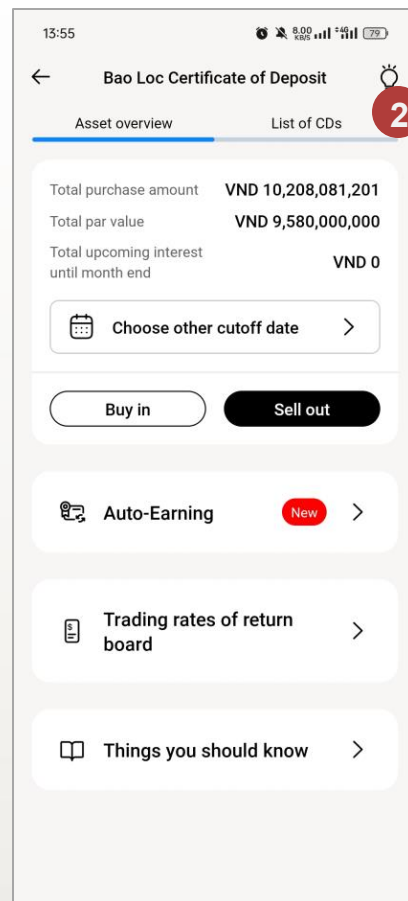 13:55
8.00 KB/S 4G 79
Bao Loc Certificate of Deposit
2
Asset overview
List of CDs
Total purchase amount VND 10,208,081,201
Total par value VND 9,580,000,000
Total upcoming interest
until month end
VND 0
Choose other cutoff date
Buy in
Sell out
Auto-Earning
New
Trading rates of return
board
Things you should know